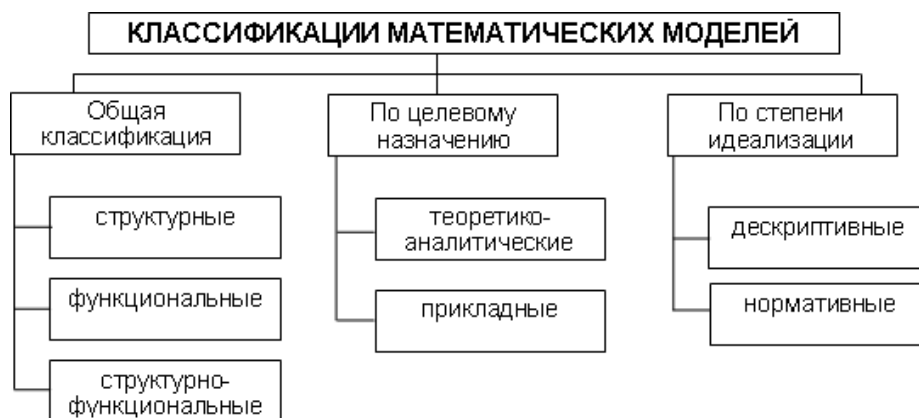 КЛАССИФИКАЦИИ МАТЕМАТИЧЕСКИХ МОДЕЛЕЙ
Общая
классификация
структурные
функциональные
структурно-
функциональные
По целевому
назначению
теоретико-
аналитические
прикладные
По степени
идеализации
дескриптивные
нормативные